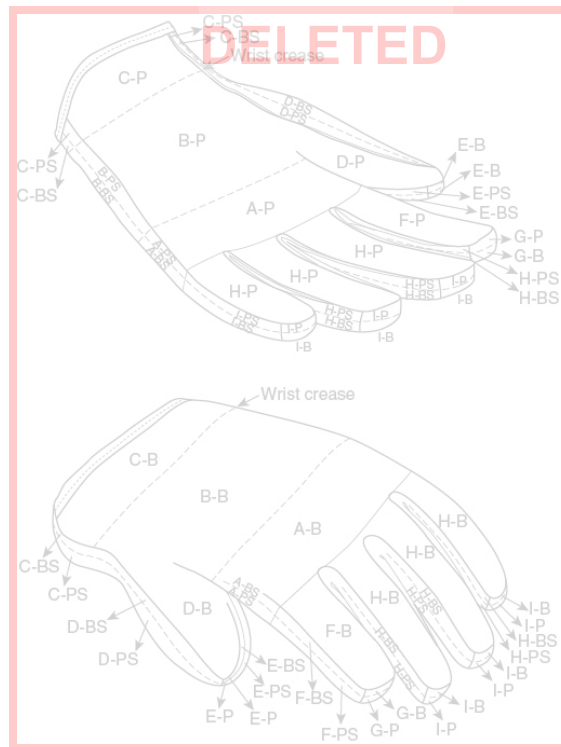 DELETED
C-PS
C-BS
Wrist crease
C-P
D-BS
D-PS
B-P
E-B
D-P
E-B
C-PS
E-PS
C-BS
B-PS
H-BS
E-BS
A-P
F-P
G-P
G-B
A-PS
A-BS
H-P
H-P
H-PS
H-BS
H-P
H-PS
H-BS
I-P
I-B
I-PS
I-BS
H-PS
H-BS
I-P
I-P
I-B
I-B
Wrist crease
C-B
B-B
A-B
H-B
H-B
C-BS
C-PS
A-BS
H-BS
H-PS
D-B
H-B
I-B
I-P
D-BS
F-B
H-BS
H-BS
D-PS
E-BS
H-PS
I-B
E-PS
H-PS
I-P
F-BS
E-P
E-P
G-B
I-B
F-PS
G-P
I-P